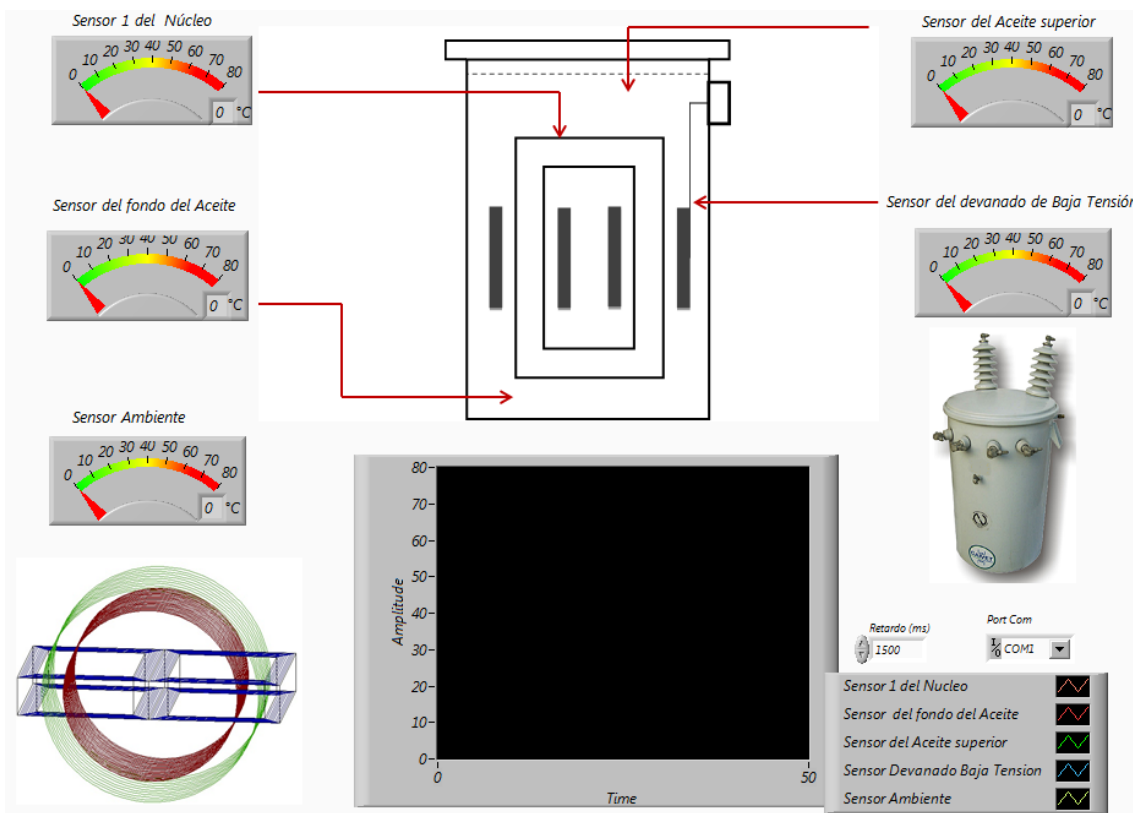 Sensor 1 del Núcleo
0 10 20 30 40 50 60 70 80
0 °C
Sensor del Aceite superior
0 10 20 30 40 50 60 70 80
0 °C
Sensor del fondo del Aceite
0 10 20 30 40 50 60 70 80
0 °C
Sensor del devanado de Baja Tensión
0 10 20 30 40 50 60 70 80
0 °C
Sensor Ambiente
0 10 20 30 40 50 60 70 80
0 °C
Amplitude
80
70
60
50
40
30
20
10
0
0 50
Time
Retardo (ms)
1500
Port Com
I/O COM1
Sensor 1 del Nucleo
Sensor del fondo del Aceite
Sensor del Aceite superior
Sensor Devanado Baja Tension
Sensor Ambiente